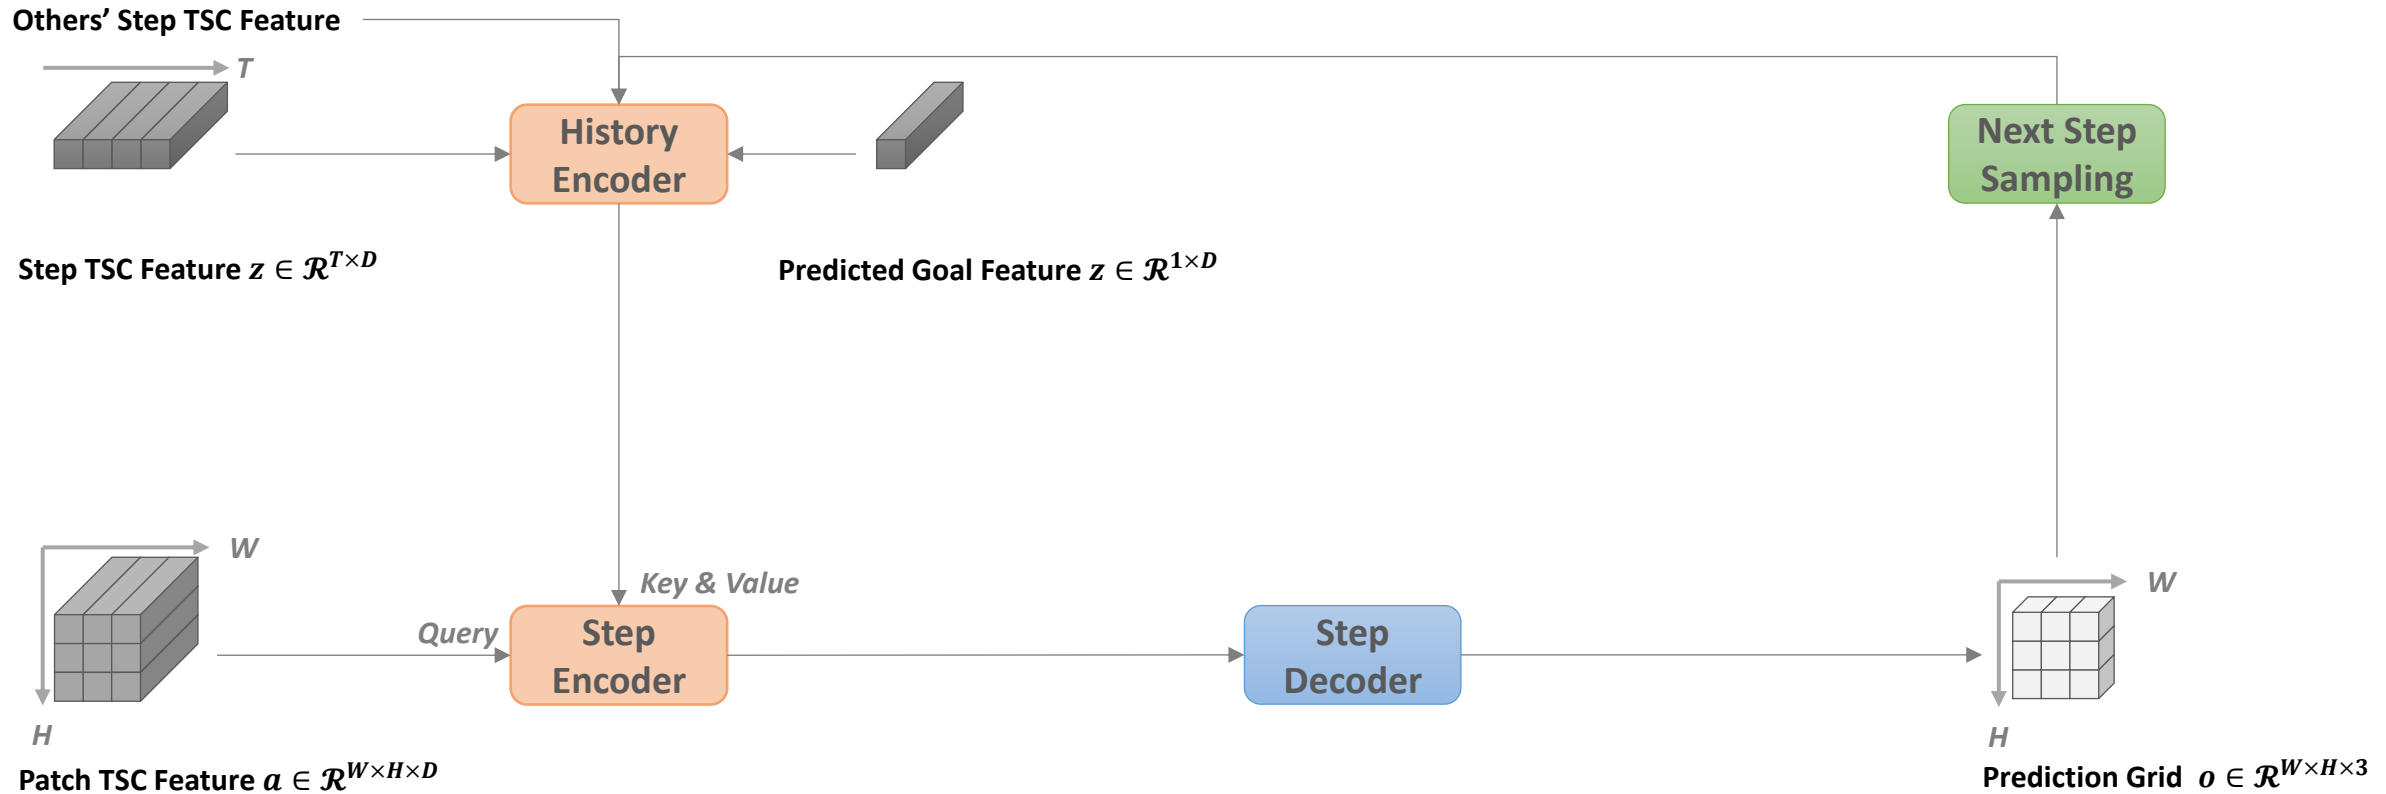 Others' Step TSC Feature
T
History
Encoder
Next Step
Sampling
Step TSC Feature z ∈ ℛ^{T×D}
Predicted Goal Feature z ∈ ℛ^{1×D}
W
Key & Value
W
Query
Step
Encoder
Step
Decoder
H
H
Patch TSC Feature a ∈ ℛ^{W×H×D}
Prediction Grid o ∈ ℛ^{W×H×3}